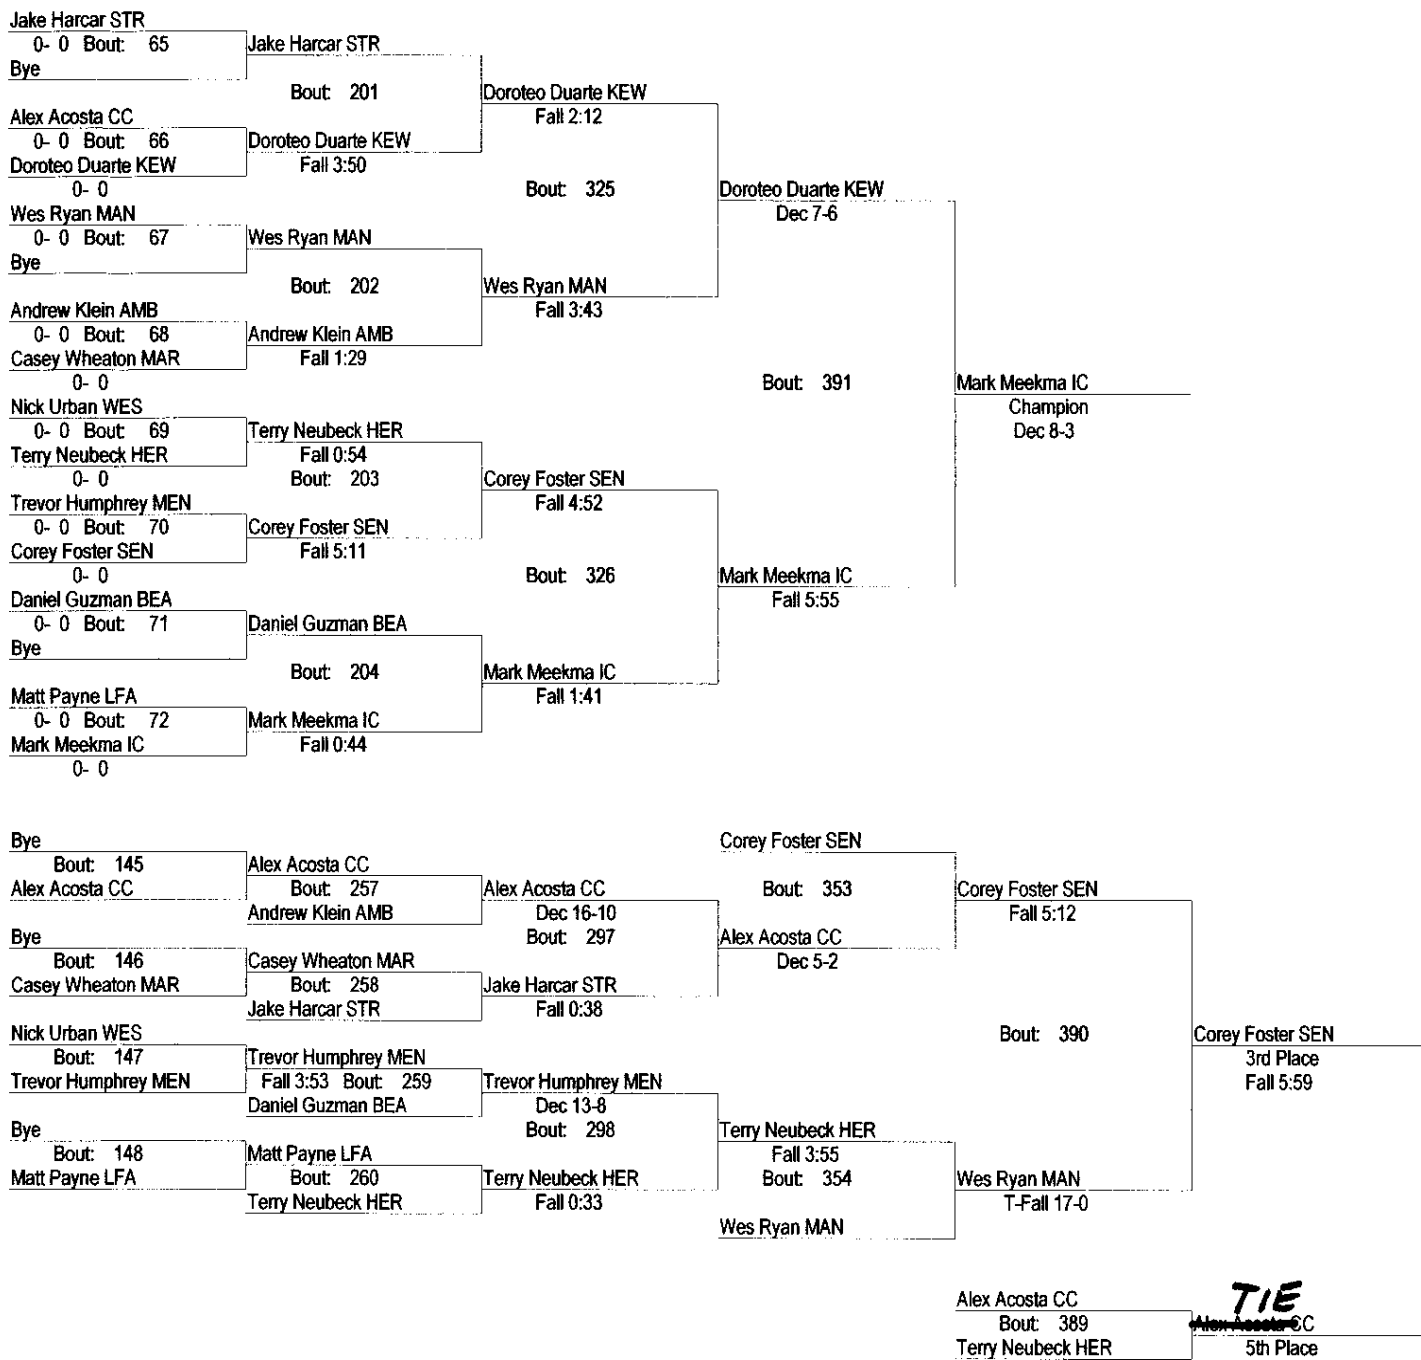 Jake Harcar STR
0- 0 Bout: 65
Bye
Jake Harcar STR
Bout: 201
Alex Acosta CC
0- 0 Bout: 66
Doroteo Duarte KEW
0- 0
Doroteo Duarte KEW
Fall 3:50
Doroteo Duarte KEW
Fall 2:12
Bout: 325
Wes Ryan MAN
0- 0 Bout: 67
Bye
Wes Ryan MAN
Bout: 202
Andrew Klein AMB
0- 0 Bout: 68
Casey Wheaton MAR
0- 0
Andrew Klein AMB
Fall 1:29
Wes Ryan MAN
Fall 3:43
Doroteo Duarte KEW
Dec 7-6
Bout: 391
Nick Urban WES
0- 0 Bout: 69
Terry Neubeck HER
0- 0
Terry Neubeck HER
Fall 0:54
Bout: 203
Trevor Humphrey MEN
0- 0 Bout: 70
Corey Foster SEN
0- 0
Corey Foster SEN
Fall 5:11
Corey Foster SEN
Fall 4:52
Bout: 326
Daniel Guzman BEA
0- 0 Bout: 71
Bye
Daniel Guzman BEA
Bout: 204
Matt Payne LFA
0- 0 Bout: 72
Mark Meekma IC
0- 0
Mark Meekma IC
Fall 0:44
Mark Meekma IC
Fall 1:41
Mark Meekma IC
Fall 5:55
Mark Meekma IC
Champion
Dec 8-3
Bye
Bout: 145
Alex Acosta CC
Alex Acosta CC
Bout: 257
Andrew Klein AMB
Alex Acosta CC
Dec 16-10
Bout: 297
Bye
Bout: 146
Casey Wheaton MAR
Casey Wheaton MAR
Bout: 258
Jake Harcar STR
Jake Harcar STR
Fall 0:38
Corey Foster SEN
Bout: 353
Alex Acosta CC
Dec 5-2
Corey Foster SEN
Fall 5:12
Bout: 390
Nick Urban WES
Bout: 147
Trevor Humphrey MEN
Trevor Humphrey MEN
Fall 3:53 Bout: 259
Daniel Guzman BEA
Trevor Humphrey MEN
Dec 13-8
Bout: 298
Bye
Bout: 148
Matt Payne LFA
Matt Payne LFA
Bout: 260
Terry Neubeck HER
Terry Neubeck HER
Fall 0:33
Terry Neubeck HER
Fall 3:55
Bout: 354
Wes Ryan MAN
Wes Ryan MAN
T-Fall 17-0
Corey Foster SEN
3rd Place
Fall 5:59
Alex Acosta CC
Bout: 389
Terry Neubeck HER
TIE
Alex Acosta CC
5th Place